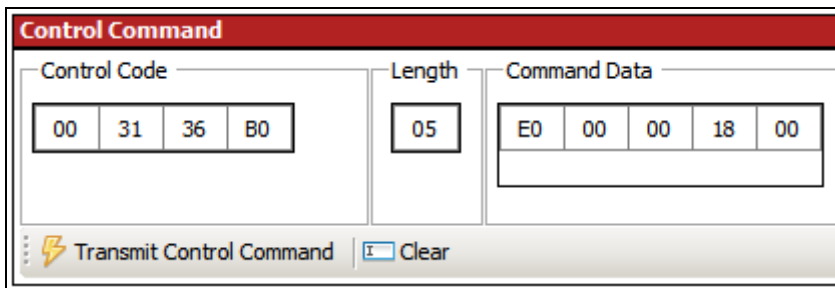 Control Command
Control Code Length Command Data
00 31 36 B0 05 E0 00 00 18 00
Transmit Control Command Clear